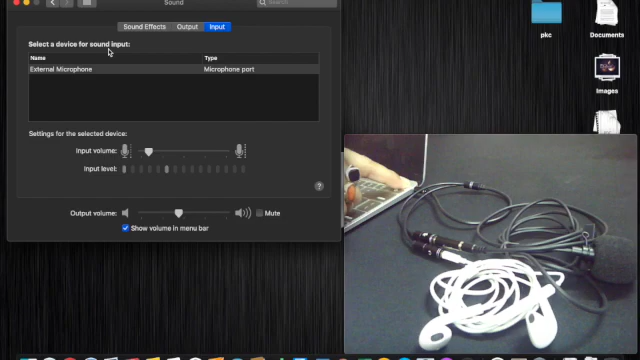 Sound
Search
Sound Effects
Output
Input
Select a device for sound input:
Name
Type
External Microphone
Microphone port
Settings for the selected device:
Input volume:
Input level:
?
Output volume:
Mute
Show volume in menu bar
pkc
Documents
Images